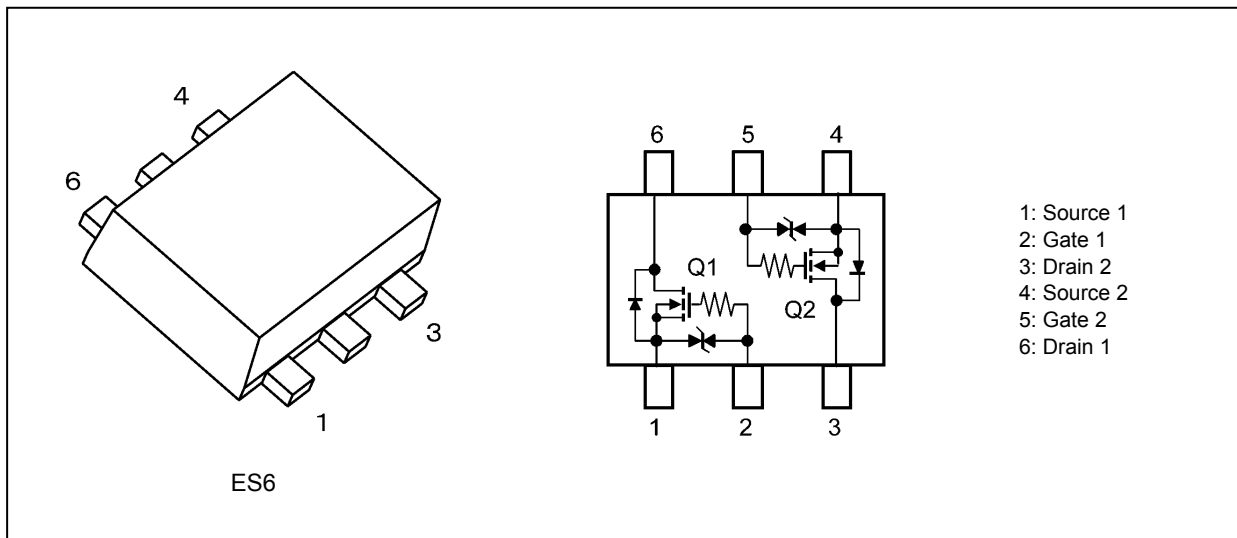 4
6
3
1
ES6
6 5 4
Q1
Q2
1 2 3
1: Source 1
2: Gate 1
3: Drain 2
4: Source 2
5: Gate 2
6: Drain 1